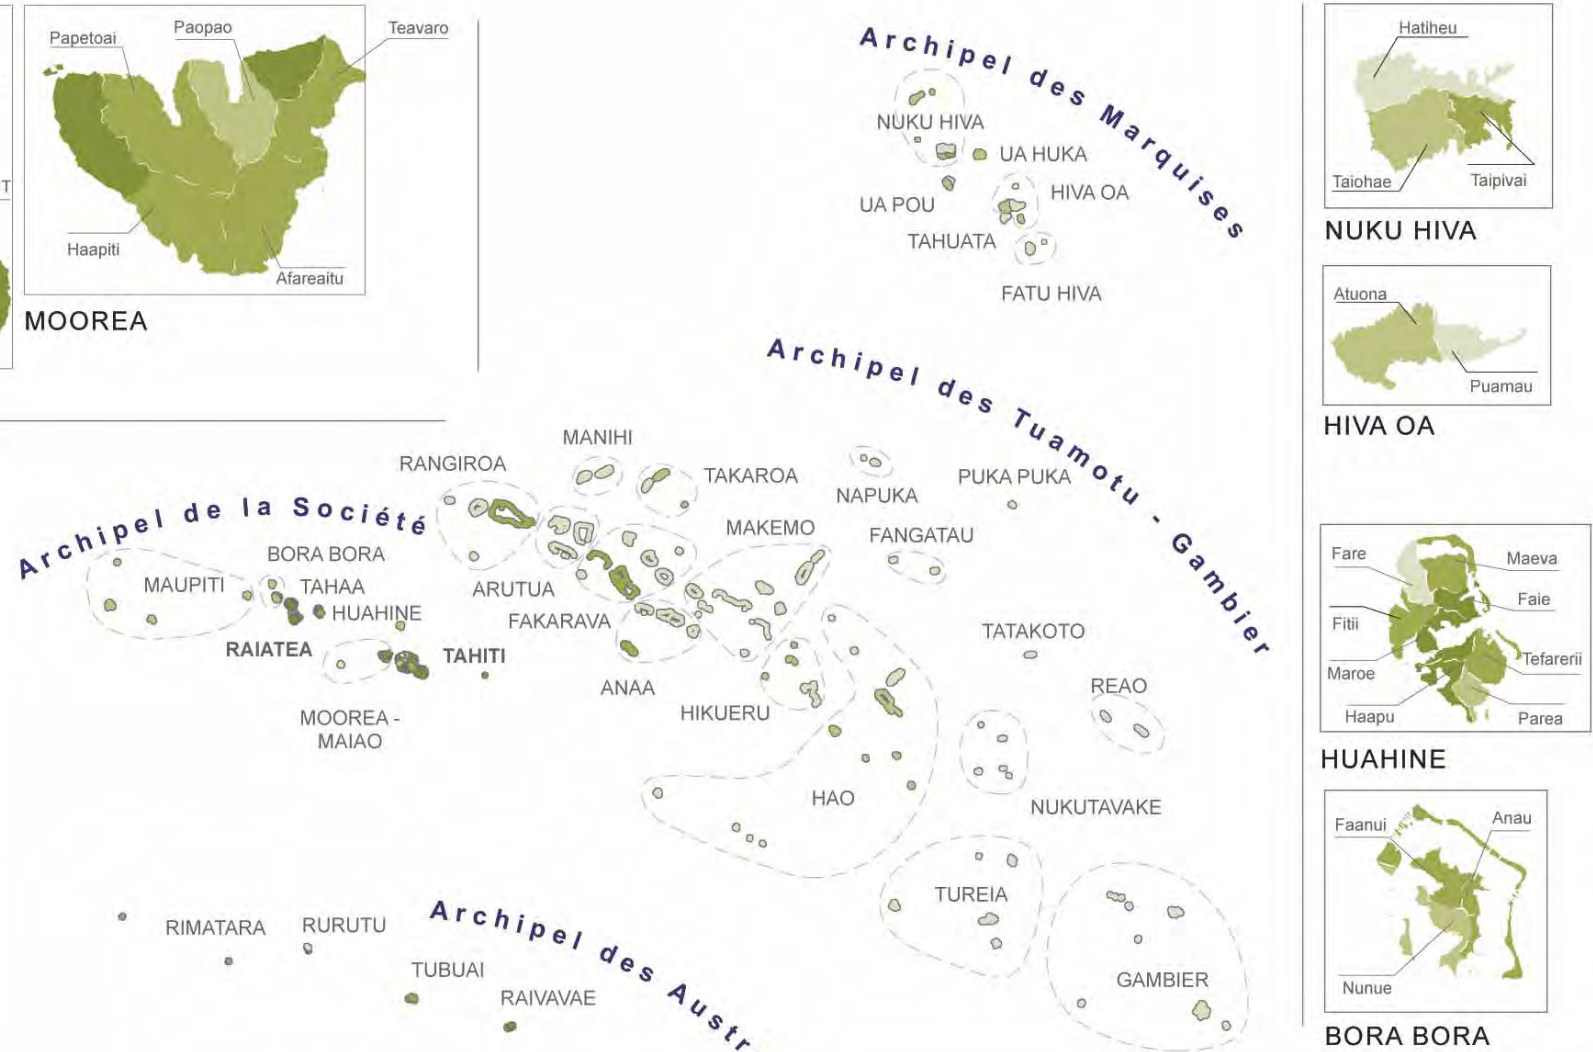 Papetoai
Paopao
Teavaro
T
Haapiti
Afareaitu
MOOREA
Archipel des Marquises
NUKU HIVA
UA HUKA
UA POU
HIVA OA
TAHUATA
FATU HIVA
Archipel des Tuamotu - Gambier
MANIHI
RANGIROA
TAKAROA
NAPUKA
PUKA PUKA
MAKEMO
FANGATAU
ARUTUA
FAKARAVA
ANAA
HIKUERU
TATAKOTO
REAO
HAO
NUKUTAVAKE
TUREIA
GAMBIER
Archipel de la Société
BORA BORA
MAUPITI
TAHAA
HUAHINE
RAIATEA
TAHITI
MOOREA -
MAIAO
Archipel des Austr
RIMATARA
RURUTU
TUBUAI
RAIVAVAE
Hatiheu
Taiohae
Taipivai
NUKU HIVA
Atuona
Puamau
HIVA OA
Fare
Maeva
Faie
Fitii
Maroe
Tefarerii
Haapu
Parea
HUAHINE
Faanui
Anau
Nunue
BORA BORA